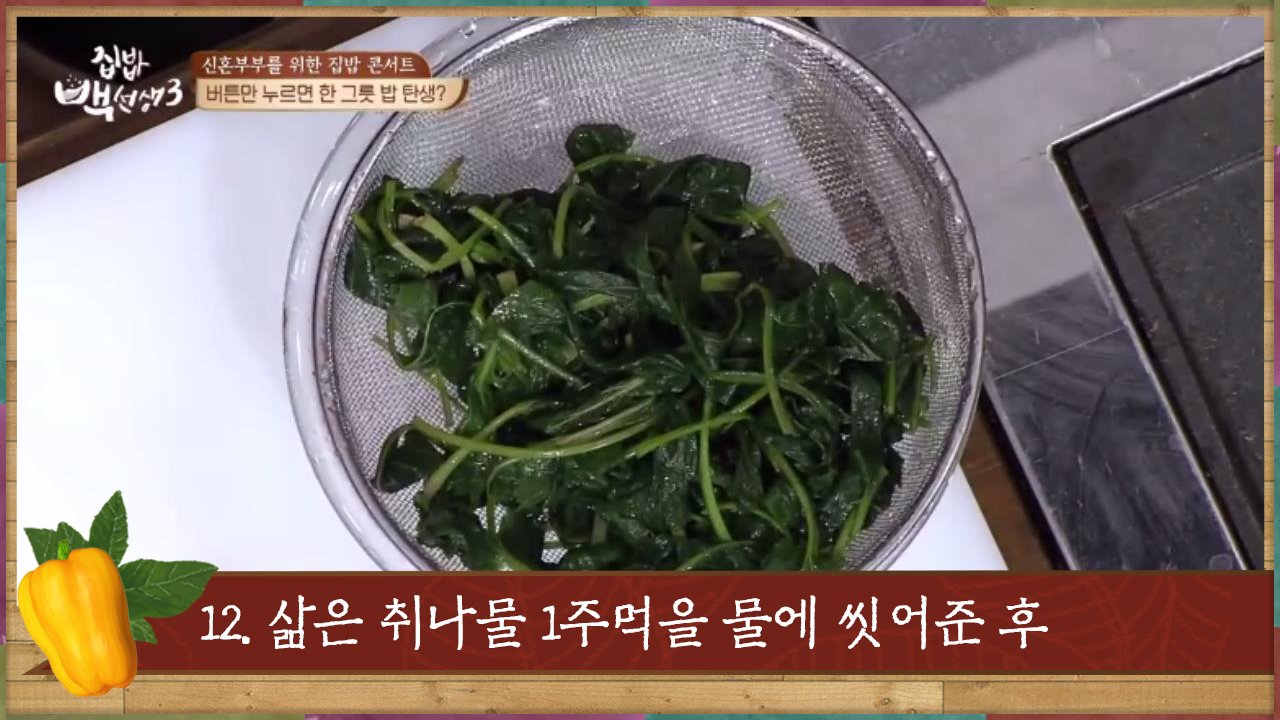 집밥
백선생3
신혼부부를 위한 집밥 콘서트
버튼만 누르면 한 그릇 밥 탄생?
12. 삶은 취나물 1주먹을 물에 씻어준 후